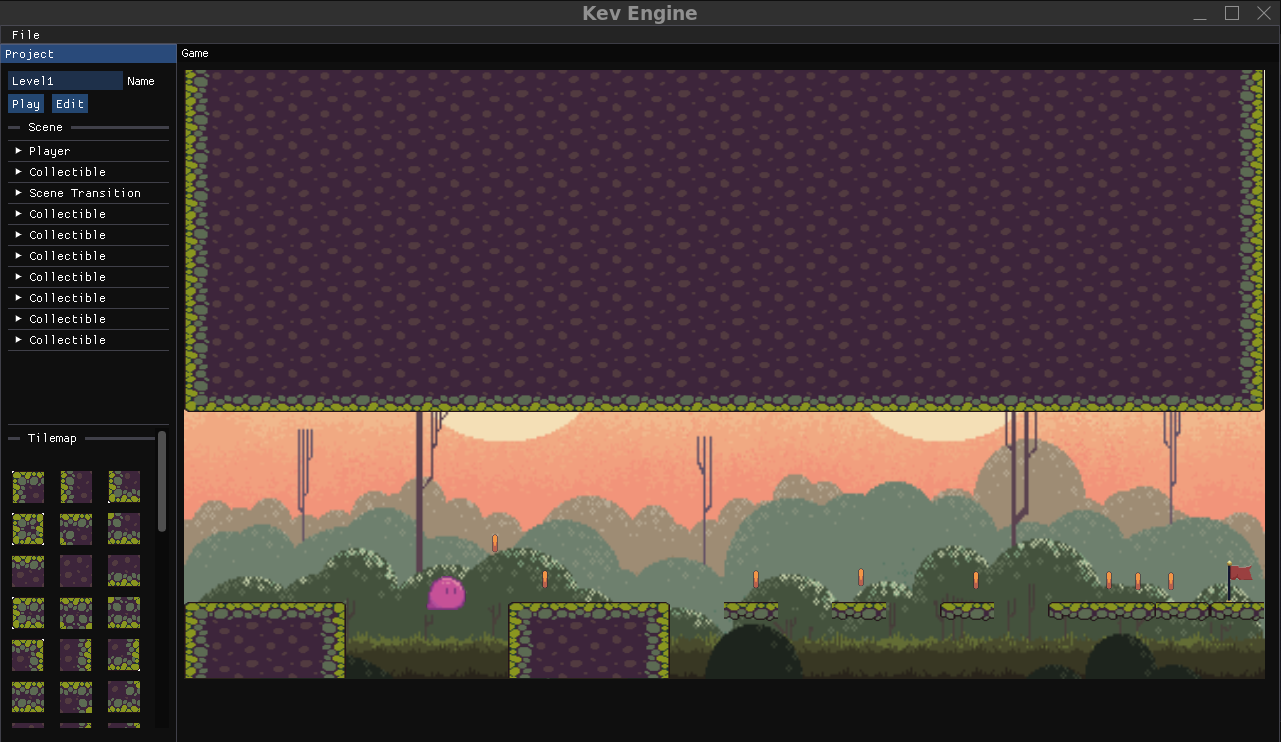 Kev Engine
File
Project
Game
Level1 Name
Play Edit
Scene
Player
Collectible
Scene Transition
Collectible
Collectible
Collectible
Collectible
Collectible
Collectible
Collectible
Tilemap